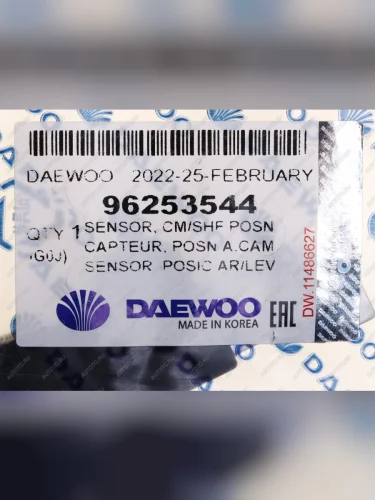 DAEWOO 2022-25-FEBRUARY
96253544
QTY 1 SENSOR, CM/SHF POSN
(G0J) CAPTEUR, POSN A.CAM
SENSOR POSIC AR/LEV
DAEWOO
MADE IN KOREA
EAC
DW.11486627